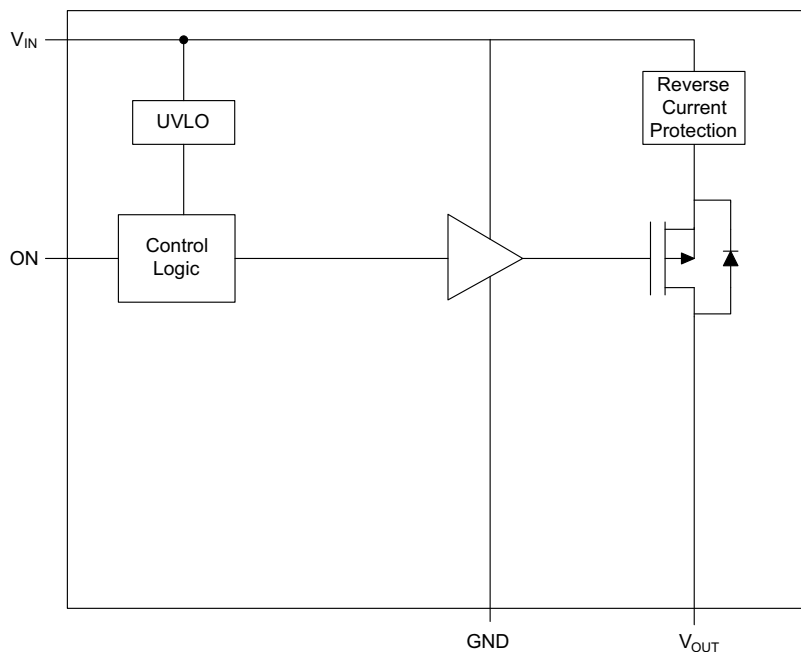 V_IN
Reverse
Current
Protection
UVLO
ON
Control
Logic
GND
V_OUT